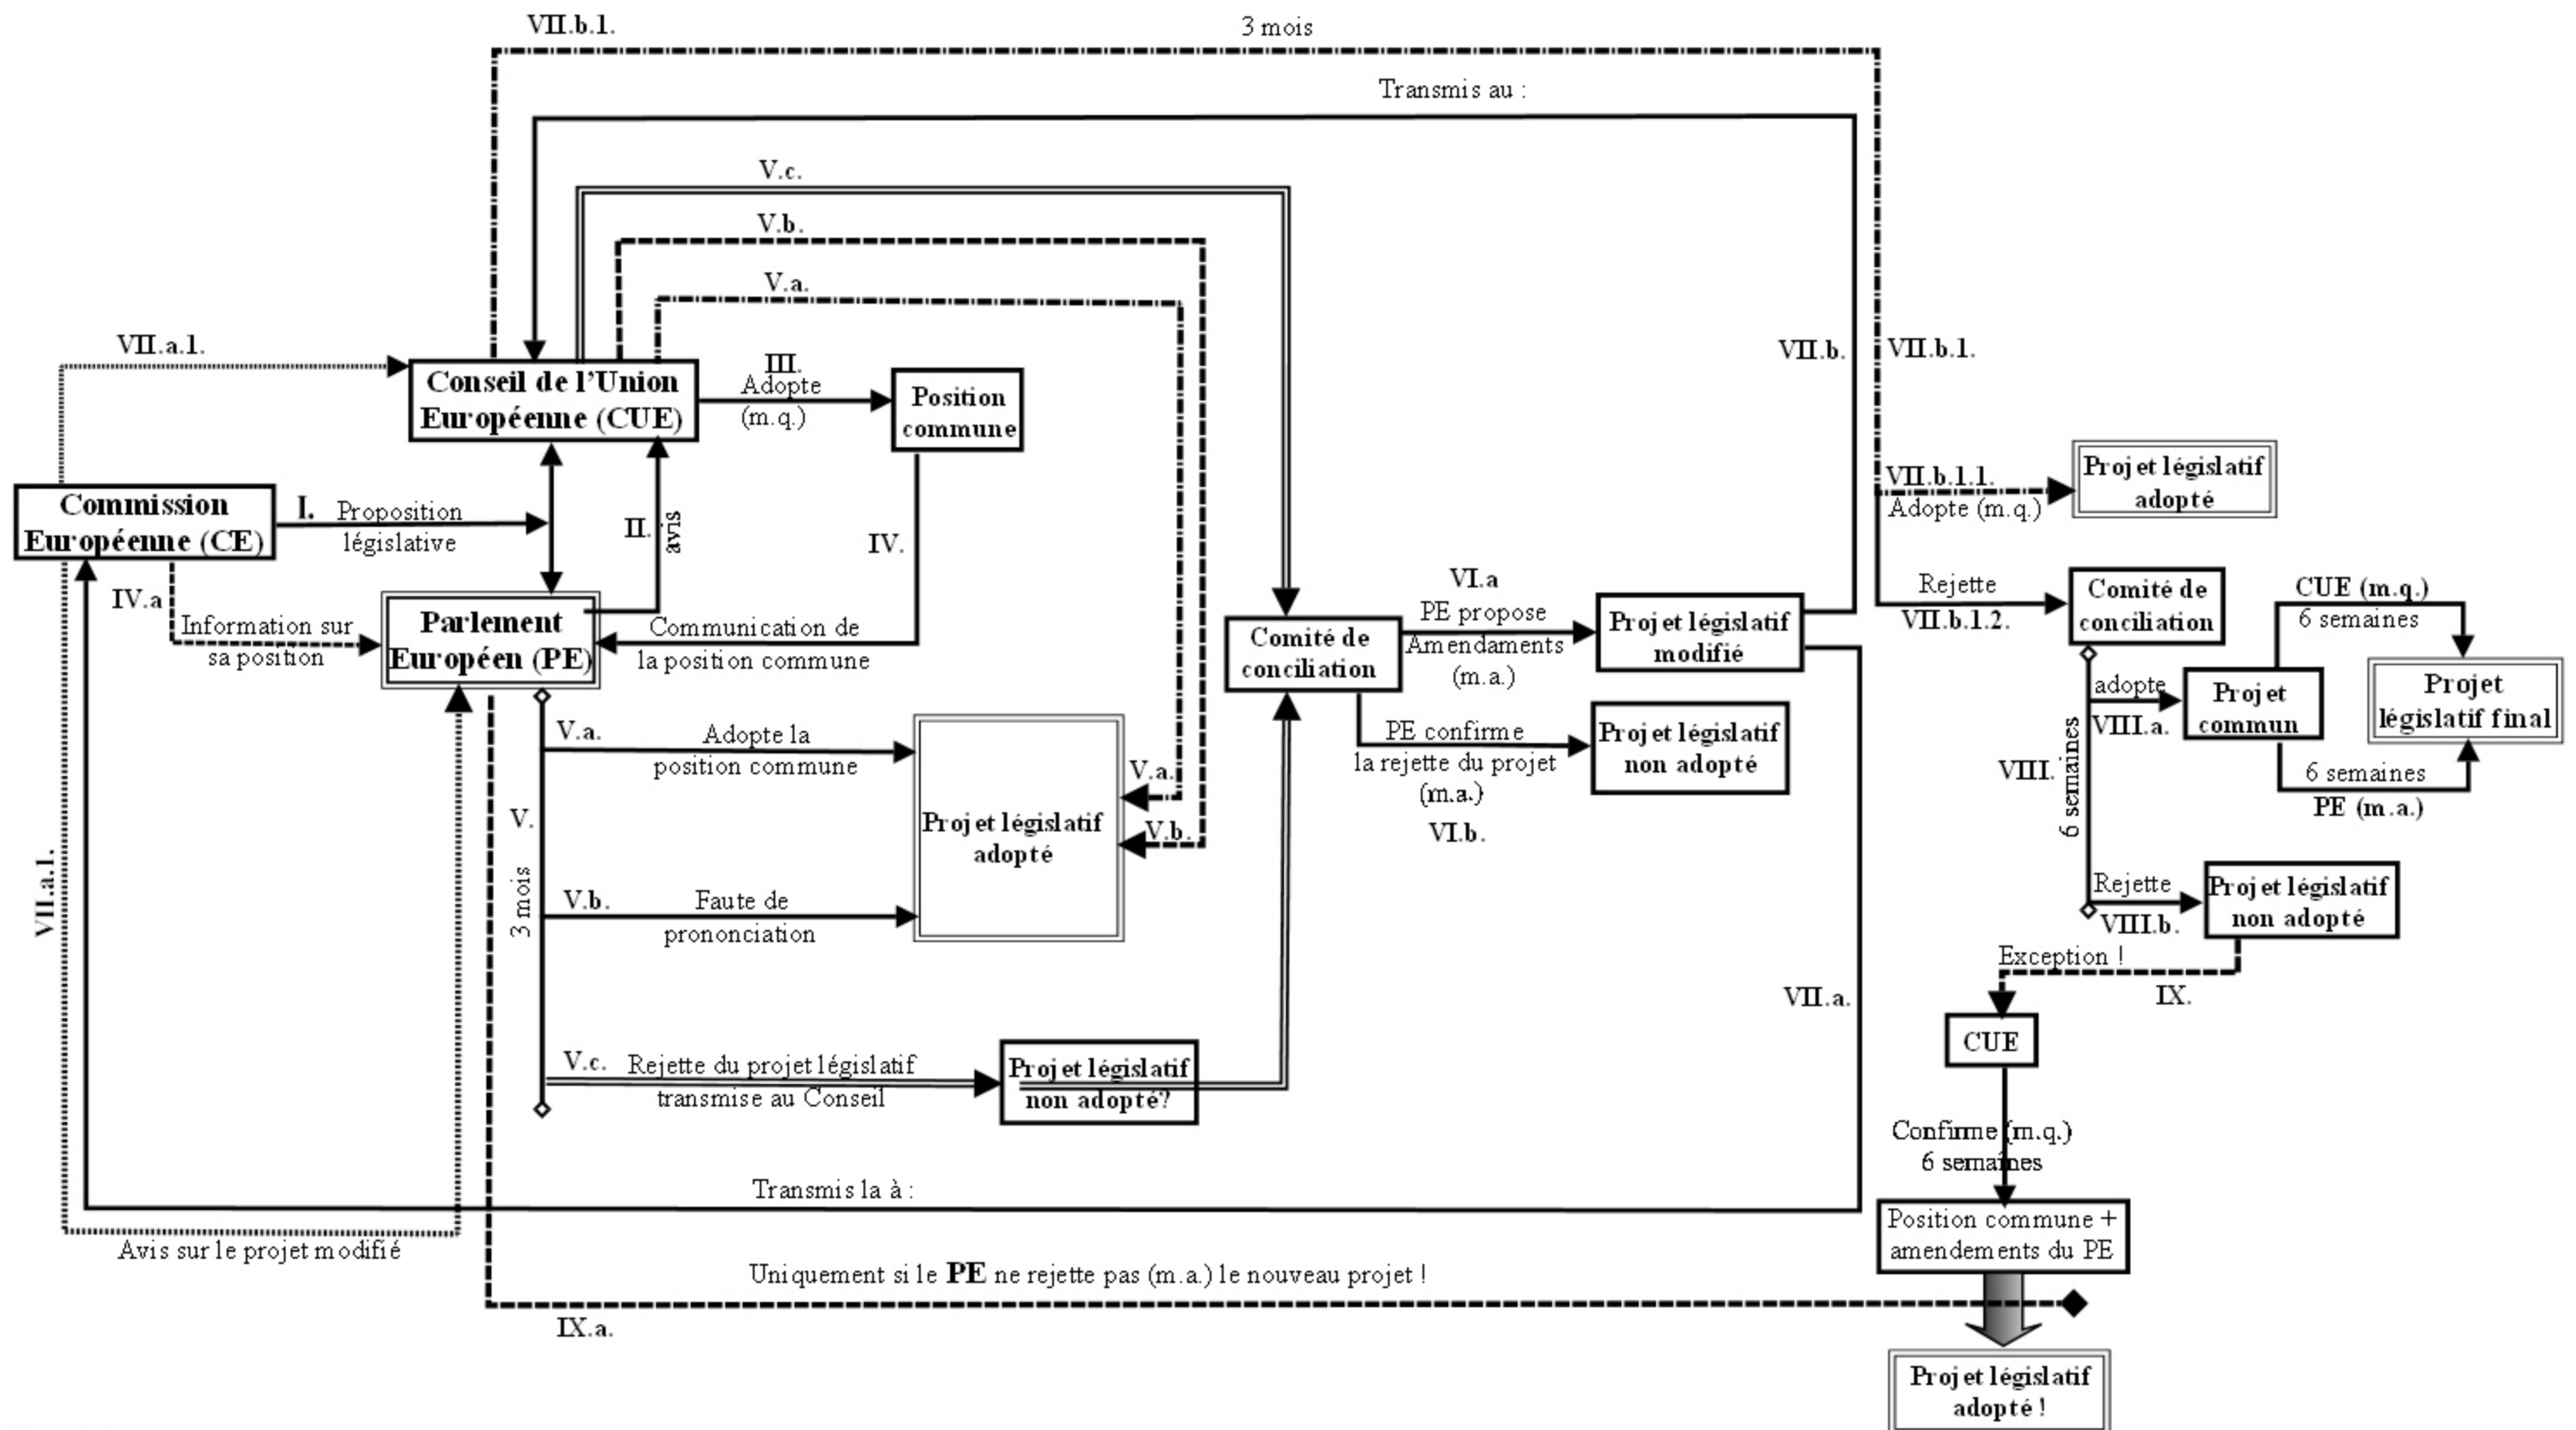 VII.b.1.
3 mois
Transmis au :
V.c.
V.b.
V.a.
VII.a.1.
Conseil de l'Union
Européenne (CUE)
III.
Adopte
(m.q.)
Position
commune
VII.b.
VII.b.1.
Commission
Européenne (CE)
I. Proposition
législative
II.
avis
IV.
VII.b.1.1.
Adopte (m.q.)
Projet législatif
adopté
IV.a
Information sur
sa position
Parlement
Européen (PE)
Communication de
la position commune
Comité de
conciliation
VI.a
PE propose
Amendaments
(m.a.)
Projet législatif
modifié
Rejette
VII.b.1.2.
Comité de
conciliation
CUE (m.q.)
6 semaines
adopte
VIII.a.
Projet
commun
Projet
législatif final
6 semaines
PE (m.a.)
V.a.
Adopte la
position commune
V.a.
PE confirme
la rejette du projet
(m.a.)
VI.b.
Projet législatif
non adopté
VIII.
6 semaines
V.
3 mois
Projet législatif
adopté
V.b.
V.b.
Faute de
prononciation
Rejette
VIII.b.
Projet législatif
non adopté
VII.a.1.
Exception !
IX.
VII.a.
CUE
V.c.
Rejette du projet législatif
transmise au Conseil
Projet législatif
non adopté?
Confirme (m.q.)
6 semaines
Transmis la à :
Avis sur le projet modifié
Position commune +
amendements du PE
Uniquement si le PE ne rejette pas (m.a.) le nouveau projet !
IX.a.
Projet législatif
adopté !